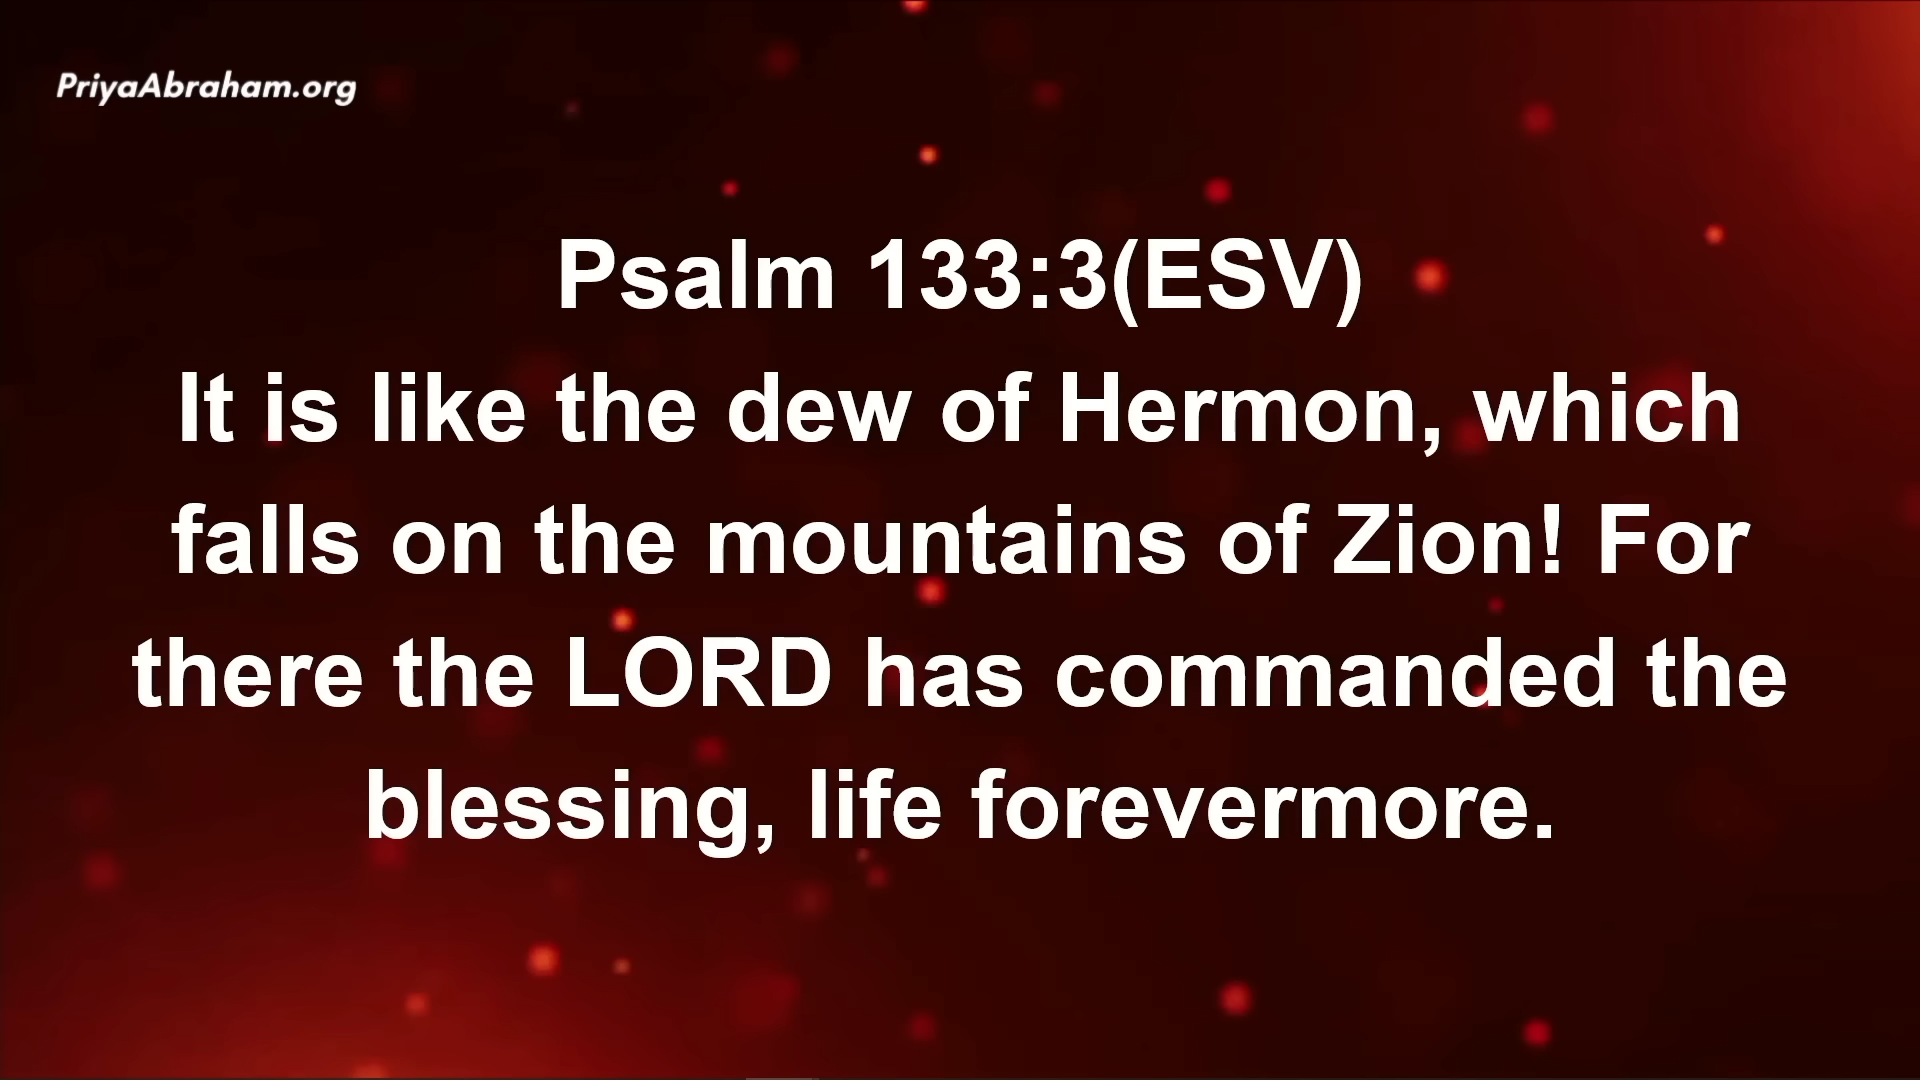 PriyaAbraham.org
Psalm 133:3(ESV)
It is like the dew of Hermon, which
falls on the mountains of Zion! For
there the LORD has commanded the
blessing, life forevermore.